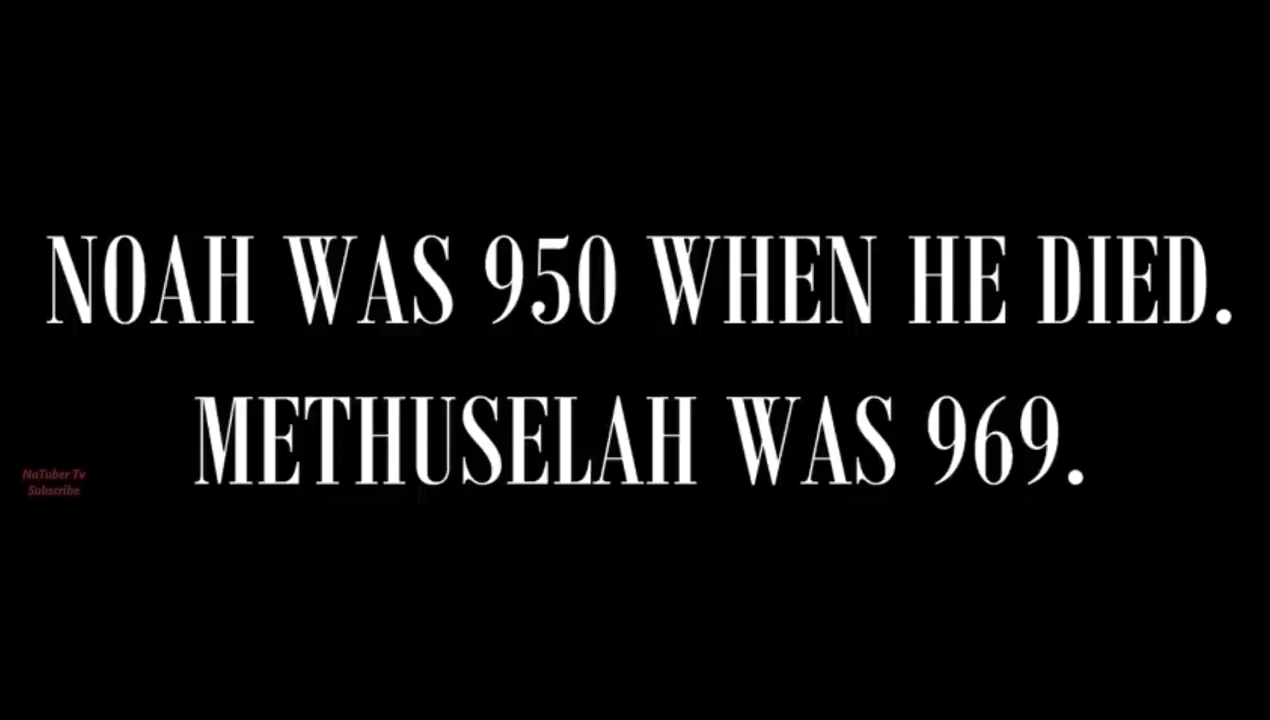 NOAH WAS 950 WHEN HE DIED.
METHUSELAH WAS 969.
NaTuber Tv
Subscribe